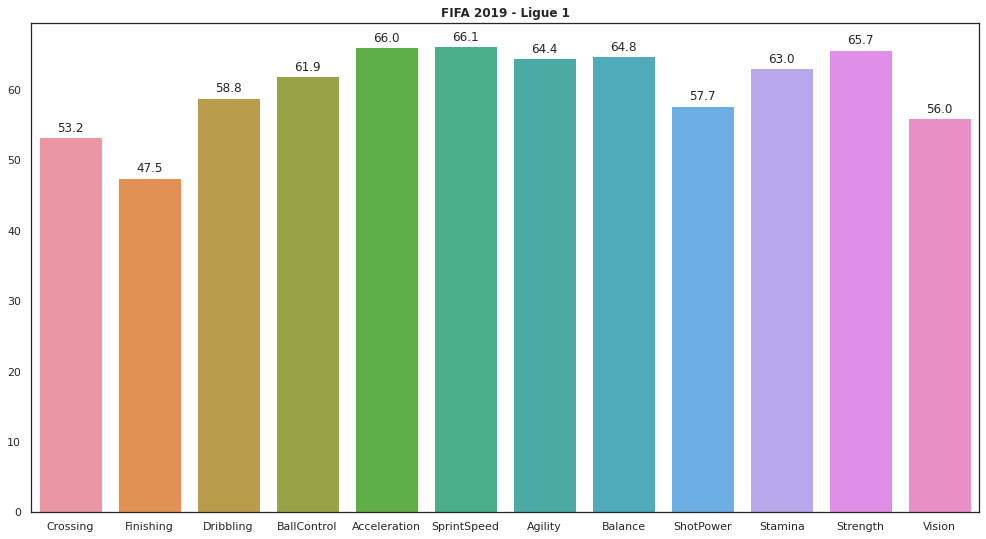 FIFA 2019 - Ligue 1
53.2
47.5
58.8
61.9
66.0
66.1
64.4
64.8
57.7
63.0
65.7
56.0
60
50
40
30
20
10
0
Crossing
Finishing
Dribbling
BallControl
Acceleration
SprintSpeed
Agility
Balance
ShotPower
Stamina
Strength
Vision